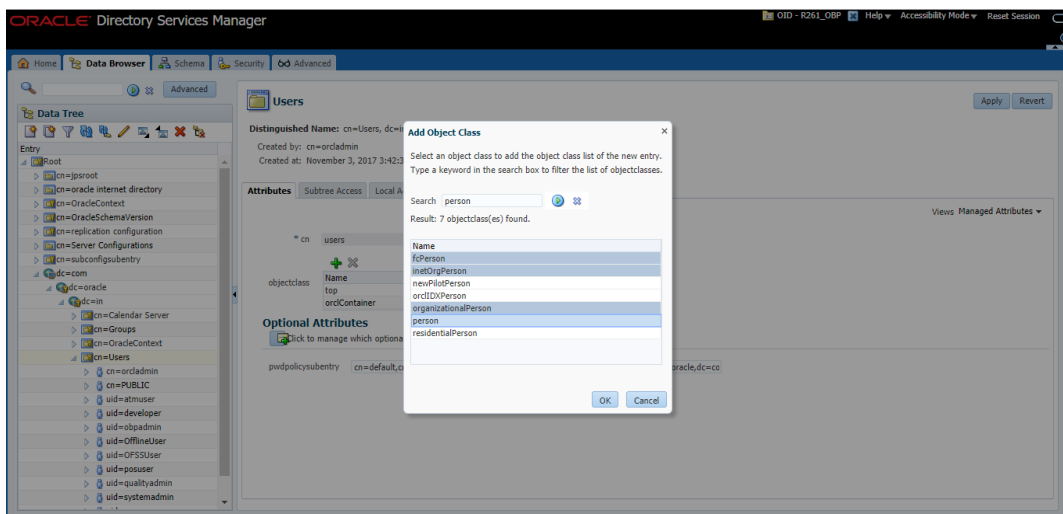 ORACLE Directory Services Manager
OID - R261_OBP Help Accessibility Mode Reset Session
Home Data Browser Schema Security Advanced
Advanced
Data Tree
Entry
Root
cn=jpsroot
cn=oracle internet directory
cn=OracleContext
cn=OracleSchemaVersion
cn=replication configuration
cn=Server Configurations
cn=subconfigsubentry
dc=com
dc=oracle
dc=in
cn=Calendar Server
cn=Groups
cn=OracleContext
cn=Users
cn=orcladmin
cn=PUBLIC
uid=atmuser
uid=developer
uid=obpadmin
uid=OfflineUser
uid=OFSSUser
uid=posuser
uid=qualityadmin
uid=systemadmin
Users
Apply Revert
Distinguished Name: cn=Users, dc=i
Created by: cn=orcladmin
Created at: November 3, 2017 3:42:3
Attributes Subtree Access Local A
Views Managed Attributes
* cn users
objectclass
Name
top
orclContainer
Optional Attributes
Click to manage which optiona
pwdpolicysubentry cn=default,c
oracle,dc=co
Add Object Class
Select an object class to add the object class list of the new entry.
Type a keyword in the search box to filter the list of objectclasses.
Search person
Result: 7 objectclass(es) found.
Name
fcPerson
inetOrgPerson
newPilotPerson
orclIDXPerson
organizationalPerson
person
residentialPerson
OK Cancel